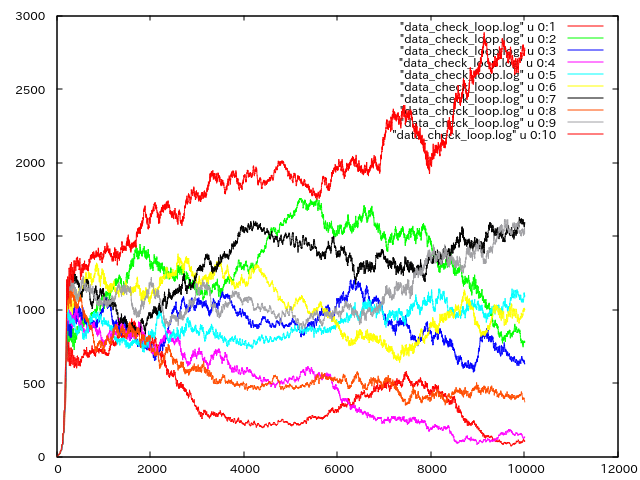 3000
2500
2000
1500
1000
500
0
0 2000 4000 6000 8000 10000 12000
"data_check_loop.log" u 0:1
"data_check_loop.log" u 0:2
"data_check_loop.log" u 0:3
"data_check_loop.log" u 0:4
"data_check_loop.log" u 0:5
"data_check_loop.log" u 0:6
"data_check_loop.log" u 0:7
"data_check_loop.log" u 0:8
"data_check_loop.log" u 0:9
"data_check_loop.log" u 0:10